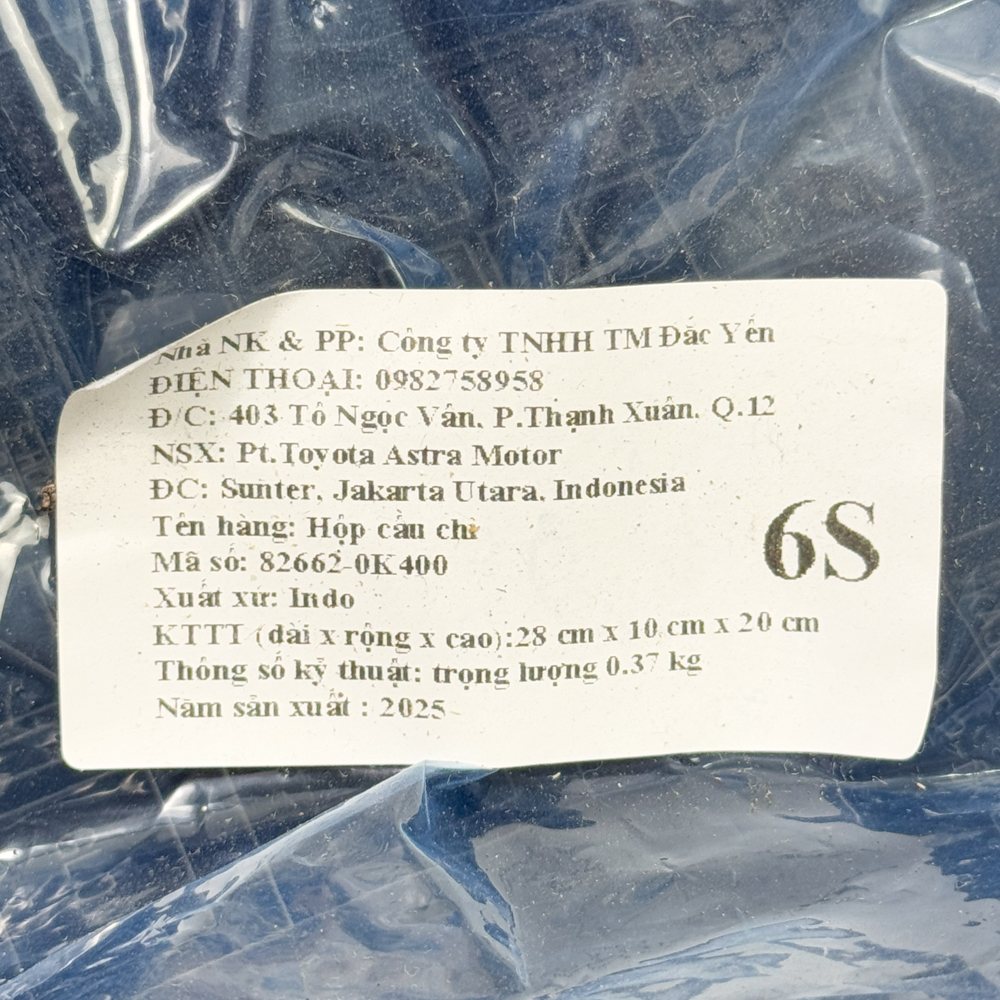 Nhà NK & PP: Công ty TNHH TM Đắc Yến
ĐIỆN THOẠI: 0982758958
Đ/C: 403 Tô Ngọc Vân, P.Thạnh Xuân, Q.12
NSX: Pt.Toyota Astra Motor
ĐC: Sunter, Jakarta Utara, Indonesia
Tên hàng: Hộp cầu chì
Mã số: 82662-0K400
6S
Xuất xứ: Indo
KTTT (dài x rộng x cao):28 cm x 10 cm x 20 cm
Thông số kỹ thuật: trọng lượng 0.37 kg
Năm sản xuất : 2025